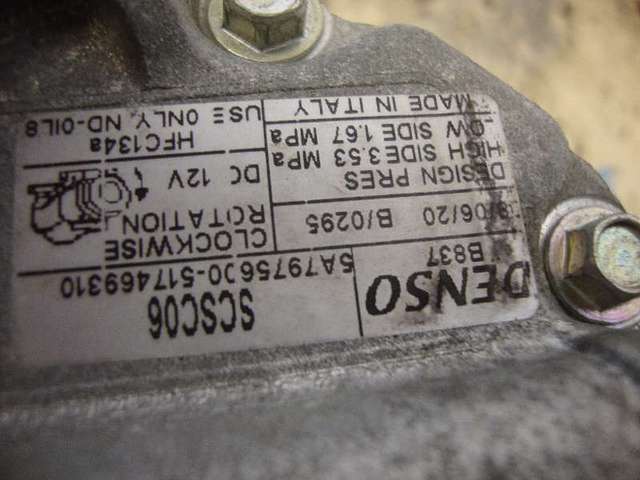 DENSO
SCSC06
B837
5A7975600-517469310
06/20 B/0295
CLOCKWISE
ROTATION
DESIGN PRES
HIGH SIDE 3.53 MPa
LOW SIDE 1.67 MPa
MADE IN ITALY
DC 12V
HFC134a
USE ONLY ND-OIL8